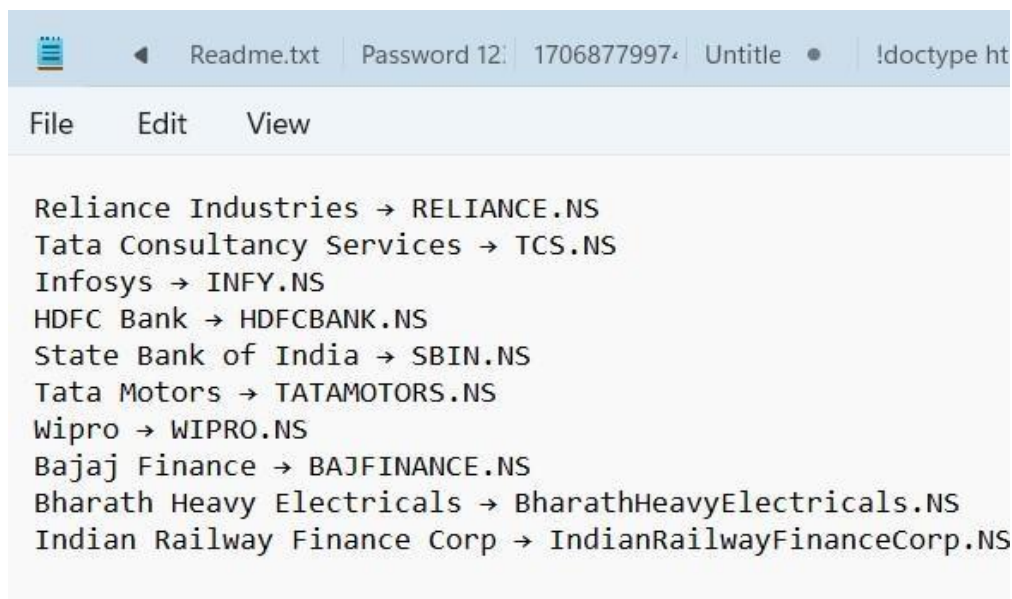 Readme.txt Password 12 1706877997 Untitle !doctype ht
File Edit View
Reliance Industries → RELIANCE.NS
Tata Consultancy Services → TCS.NS
Infosys → INFY.NS
HDFC Bank → HDFCBANK.NS
State Bank of India → SBIN.NS
Tata Motors → TATAMOTORS.NS
Wipro → WIPRO.NS
Bajaj Finance → BAJFINANCE.NS
Bharath Heavy Electricals → BharathHeavyElectricals.NS
Indian Railway Finance Corp → IndianRailwayFinanceCorp.NS